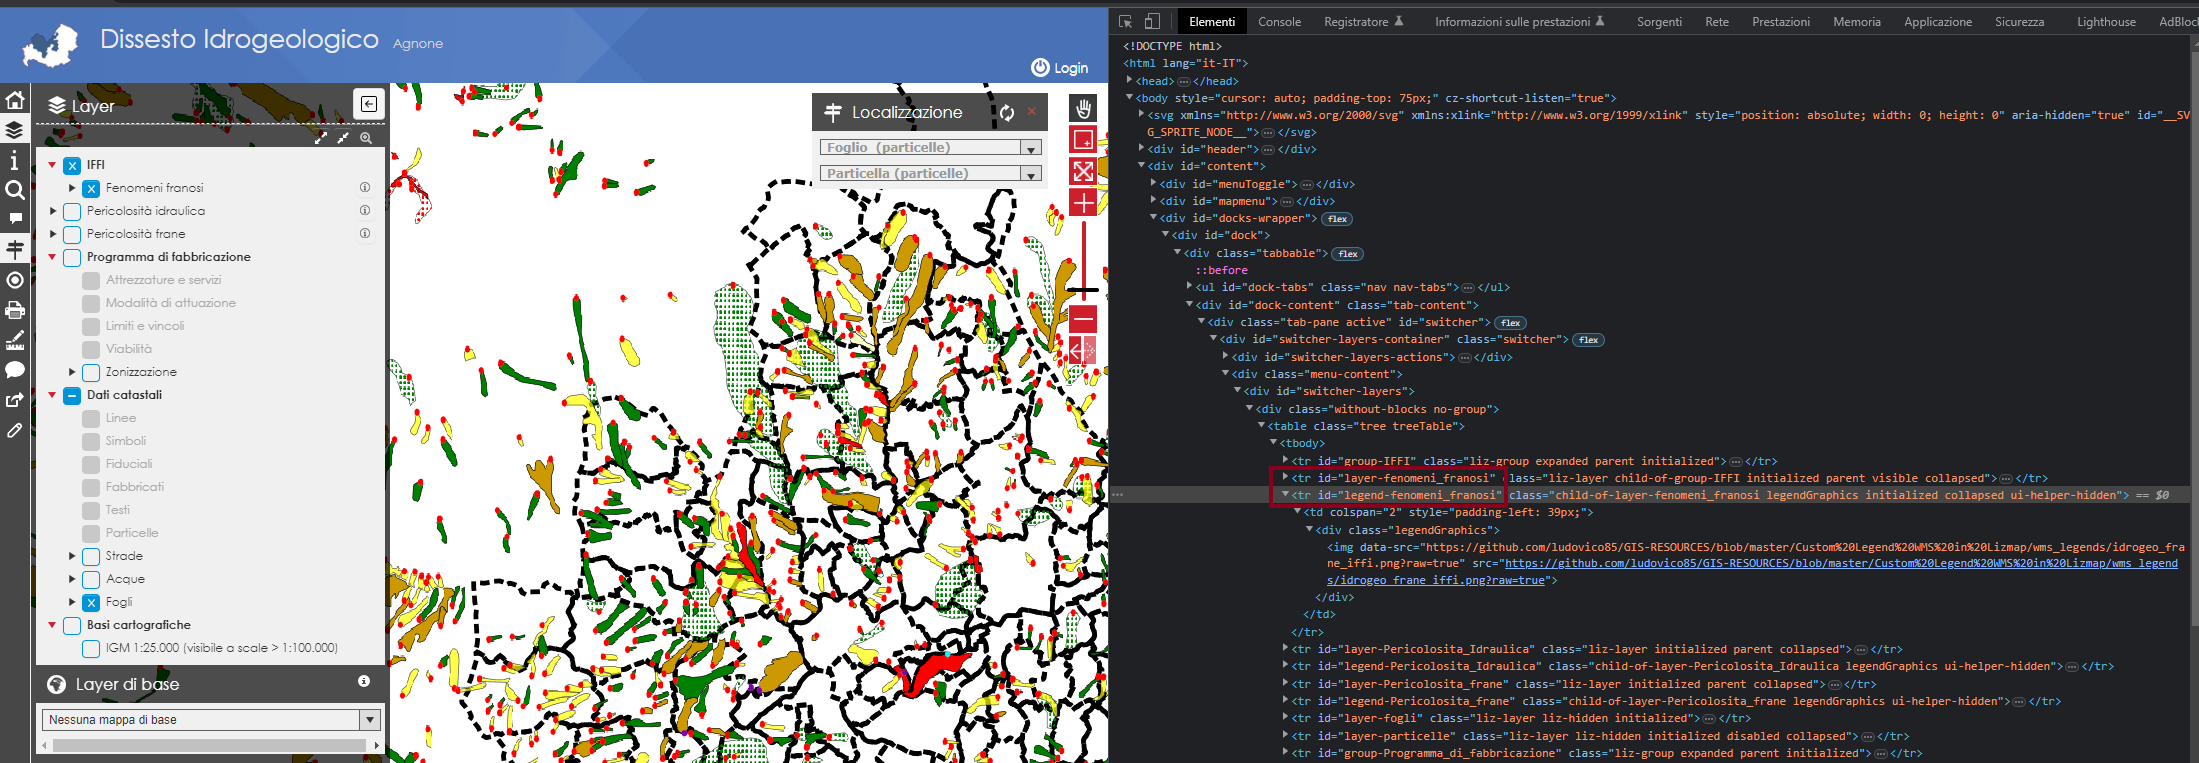 Dissesto Idrogeologico Agnone
Login
Layer
IFFI
Fenomeni franosi
Pericolosità idraulica
Pericolosità frane
Programma di fabbricazione
Attrezzature e servizi
Modalità di attuazione
Limiti e vincoli
Viabilità
Zonizzazione
Dati catastali
Linee
Simboli
Fiduciali
Fabbricati
Testi
Particelle
Strade
Acque
Fogli
Basi cartografiche
IGM 1:25.000 (visibile a scale > 1:100.000)
Layer di base
Nessuna mappa di base
Localizzazione
Foglio (particelle)
Particella (particelle)
Elementi Console Registratore Informazioni sulle prestazioni Sorgenti Rete Prestazioni Memoria Applicazione Sicurezza Lighthouse AdBlock
<!DOCTYPE html>
<html lang="it-IT">
<head> ⋯ </head>
<body style="cursor: auto; padding-top: 75px;" cz-shortcut-listen="true">
<svg xmlns="http://www.w3.org/2000/svg" xmlns:xlink="http://www.w3.org/1999/xlink" style="position: absolute; width: 0; height: 0" aria-hidden="true" id="__SV
G_SPRITE_NODE__"> ⋯ </svg>
<div id="header"> ⋯ </div>
<div id="content">
<div id="menuToggle"> ⋯ </div>
<div id="mapmenu"> ⋯ </div>
<div id="docks-wrapper"> flex
<div id="dock">
<div class="tabbable"> flex
::before
<ul id="dock-tabs" class="nav nav-tabs"> ⋯ </ul>
<div id="dock-content" class="tab-content">
<div class="tab-pane active" id="switcher"> flex
<div id="switcher-layers-container" class="switcher"> flex
<div id="switcher-layers-actions"> ⋯ </div>
<div class="menu-content">
<div id="switcher-layers">
<div class="without-blocks no-group">
<table class="tree treeTable">
<tbody>
<tr id="group-IFFI" class="liz-group expanded parent initialized"> ⋯ </tr>
<tr id="layer-fenomeni_franosi" class="liz-layer child-of-group-IFFI initialized parent visible collapsed"> ⋯ </tr>
<tr id="legend-fenomeni_franosi" class="child-of-layer-fenomeni_franosi legendGraphics initialized collapsed ui-helper-hidden"> == $0
<td colspan="2" style="padding-left: 39px;">
<div class="legendGraphics">
<img data-src="https://github.com/ludovico85/GIS-RESOURCES/blob/master/Custom%20Legend%20WMS%20in%20Lizmap/wms_legends/idrogeo_fra
ne_iffi.png?raw=true" src="https://github.com/ludovico85/GIS-RESOURCES/blob/master/Custom%20Legend%20WMS%20in%20Lizmap/wms_legend
s/idrogeo_frane_iffi.png?raw=true">
</div>
</td>
</tr>
<tr id="layer-Pericolosita_Idraulica" class="liz-layer initialized parent collapsed"> ⋯ </tr>
<tr id="legend-Pericolosita_Idraulica" class="child-of-layer-Pericolosita_Idraulica legendGraphics ui-helper-hidden"> ⋯ </tr>
<tr id="layer-Pericolosita_frane" class="liz-layer initialized parent collapsed"> ⋯ </tr>
<tr id="legend-Pericolosita_frane" class="child-of-layer-Pericolosita_frane legendGraphics ui-helper-hidden"> ⋯ </tr>
<tr id="layer-fogli" class="liz-layer liz-hidden initialized"> ⋯ </tr>
<tr id="layer-particelle" class="liz-layer liz-hidden initialized disabled collapsed"> ⋯ </tr>
<tr id="group-Programma_di_fabbricazione" class="liz-group expanded parent initialized"> ⋯ </tr>